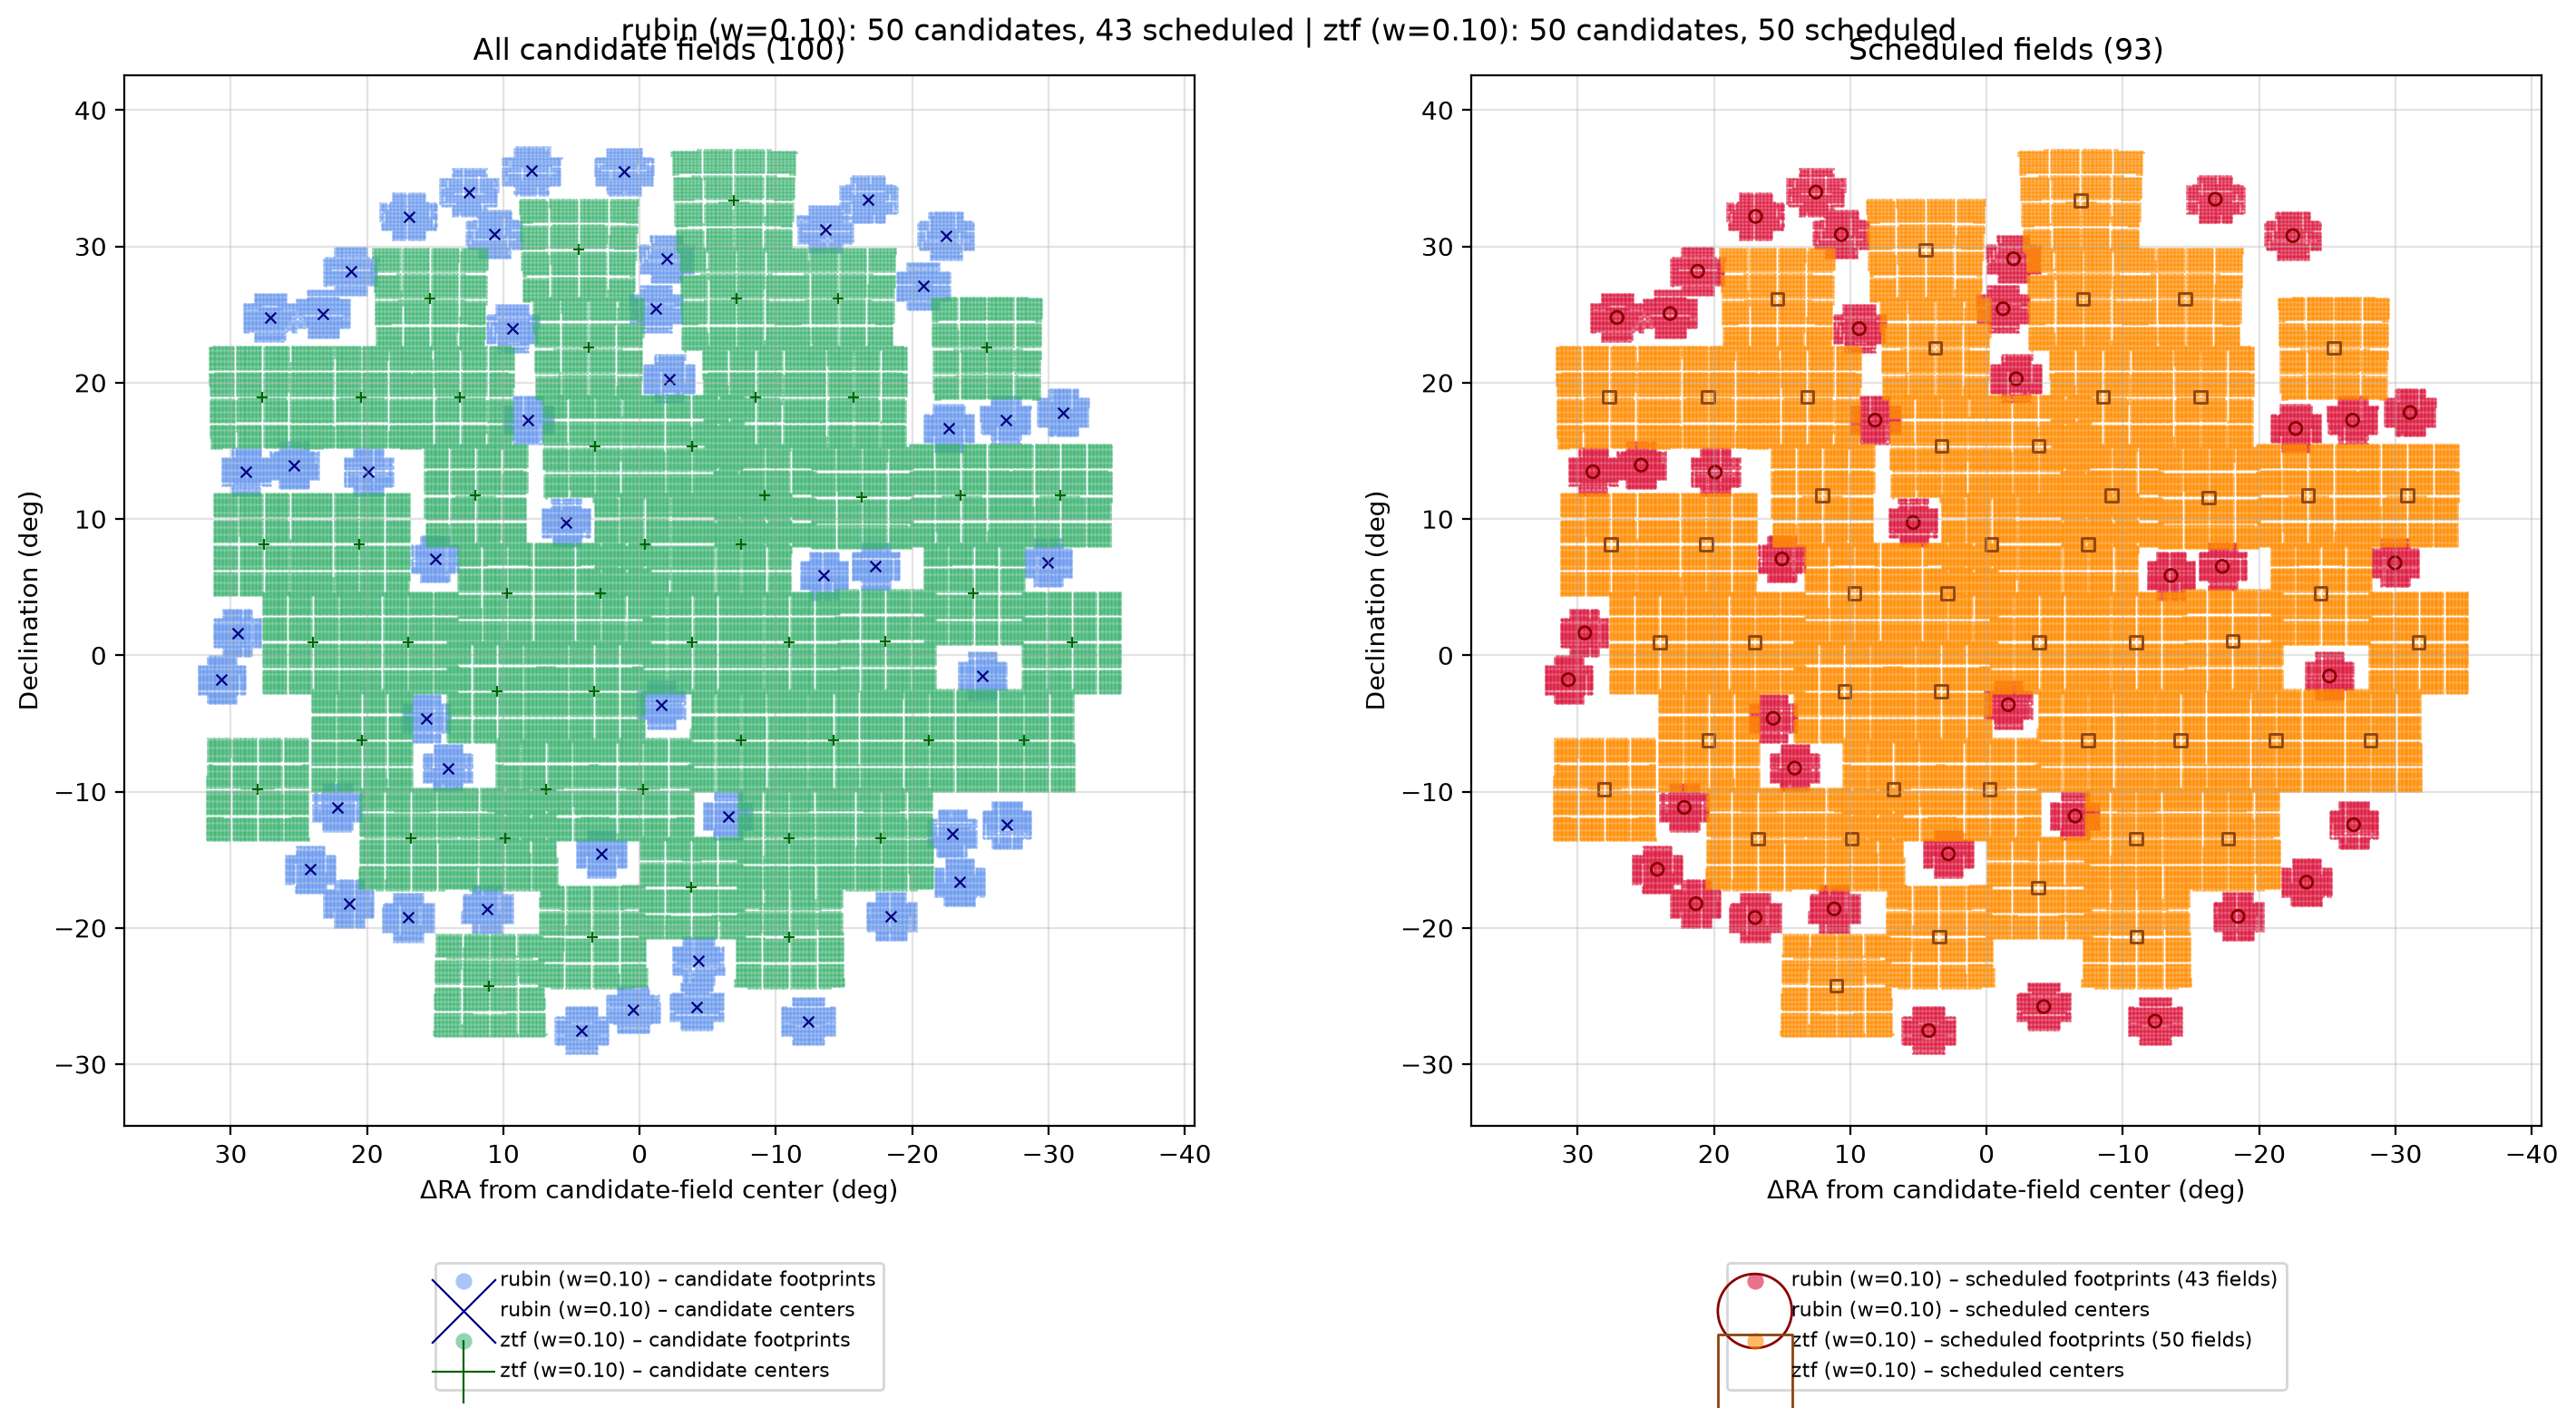 rubin (w=0.10): 50 candidates, 43 scheduled | ztf (w=0.10): 50 candidates, 50 scheduled
All candidate fields (100)
40
30
20
10
0
−10
−20
−30
Declination (deg)
30 20 10 0 −10 −20 −30 −40
ΔRA from candidate-field center (deg)
rubin (w=0.10) – candidate footprints
rubin (w=0.10) – candidate centers
ztf (w=0.10) – candidate footprints
ztf (w=0.10) – candidate centers
Scheduled fields (93)
40
30
20
10
0
−10
−20
−30
Declination (deg)
30 20 10 0 −10 −20 −30 −40
ΔRA from candidate-field center (deg)
rubin (w=0.10) – scheduled footprints (43 fields)
rubin (w=0.10) – scheduled centers
ztf (w=0.10) – scheduled footprints (50 fields)
ztf (w=0.10) – scheduled centers